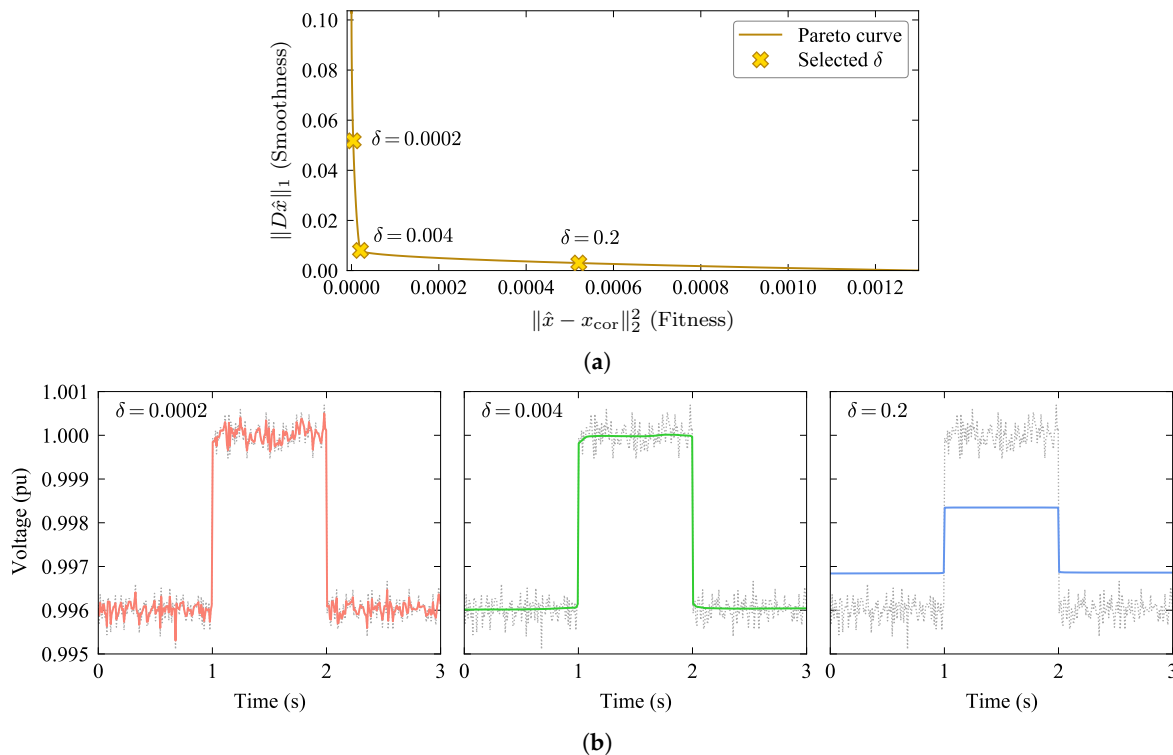 0.10
0.08
0.06
0.04
0.02
0.00
‖Dx̂‖₁ (Smoothness)
Pareto curve
Selected δ
δ = 0.0002
δ = 0.004
δ = 0.2
0.0000 0.0002 0.0004 0.0006 0.0008 0.0010 0.0012
‖x̂ − x_cor‖₂² (Fitness)
(a)
1.001
1.000
0.999
0.998
0.997
0.996
0.995
Voltage (pu)
δ = 0.0002
0 1 2 3
Time (s)
δ = 0.004
0 1 2 3
Time (s)
δ = 0.2
0 1 2 3
Time (s)
(b)